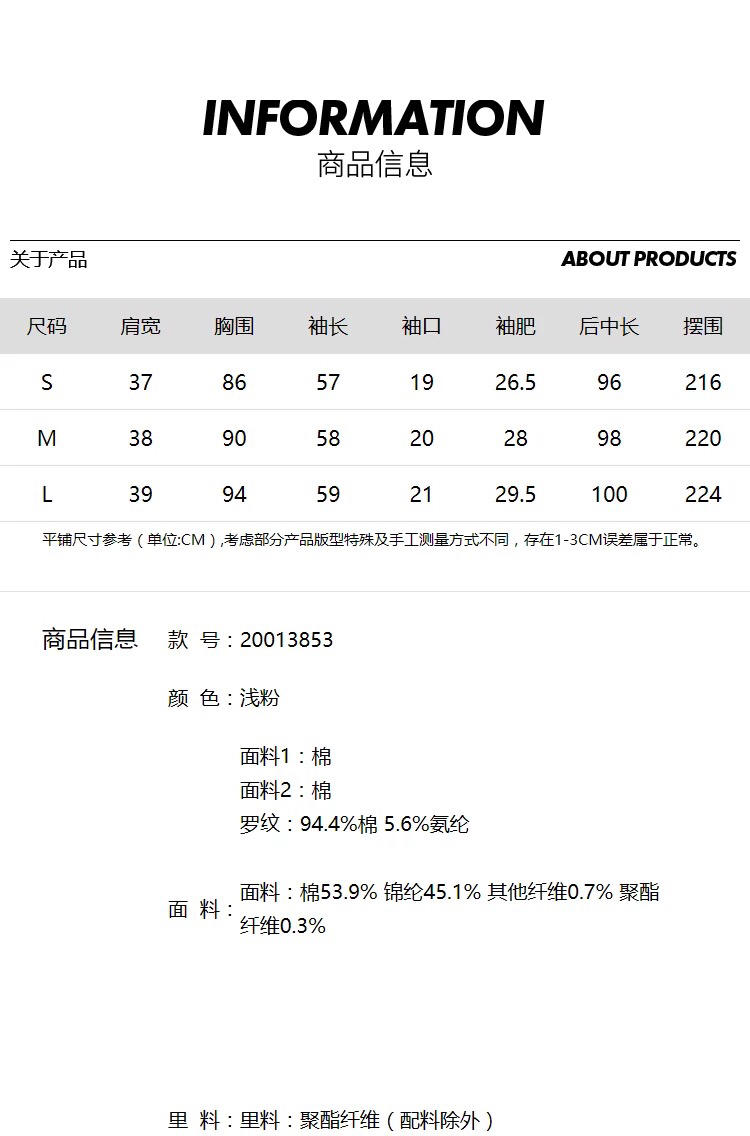 INFORMATION
商品信息
关于产品 ABOUT PRODUCTS
尺码 肩宽 胸围 袖长 袖口 袖肥 后中长 摆围
S 37 86 57 19 26.5 96 216
M 38 90 58 20 28 98 220
L 39 94 59 21 29.5 100 224
平铺尺寸参考（单位:CM）,考虑部分产品版型特殊及手工测量方式不同，存在1-3CM误差属于正常。
商品信息 款 号：20013853
颜 色：浅粉
面料1：棉
面料2：棉
罗纹：94.4%棉 5.6%氨纶
面 料：
面料：棉53.9% 锦纶45.1% 其他纤维0.7% 聚酯
纤维0.3%
里 料：里料：聚酯纤维（配料除外）